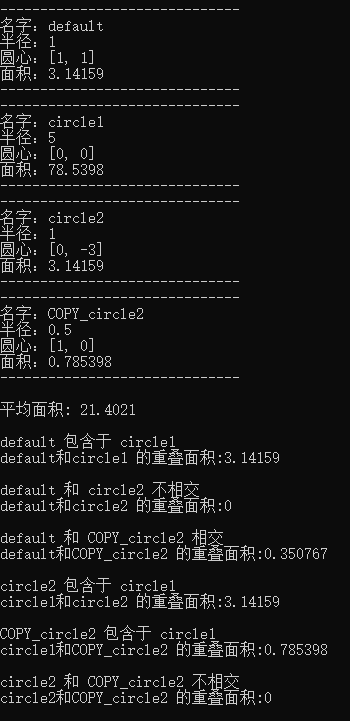 ------------------------------
名字：default
半径：1
圆心：[1, 1]
面积：3.14159
------------------------------
------------------------------
名字：circle1
半径：5
圆心：[0, 0]
面积：78.5398
------------------------------
------------------------------
名字：circle2
半径：1
圆心：[0, -3]
面积：3.14159
------------------------------
------------------------------
名字：COPY_circle2
半径：0.5
圆心：[1, 0]
面积：0.785398
------------------------------
平均面积: 21.4021
default 包含于 circle1
default和circle1 的重叠面积:3.14159
default 和 circle2 不相交
default和circle2 的重叠面积:0
default 和 COPY_circle2 相交
default和COPY_circle2 的重叠面积:0.350767
circle2 包含于 circle1
circle1和circle2 的重叠面积:3.14159
COPY_circle2 包含于 circle1
circle1和COPY_circle2 的重叠面积:0.785398
circle2 和 COPY_circle2 不相交
circle2和COPY_circle2 的重叠面积:0